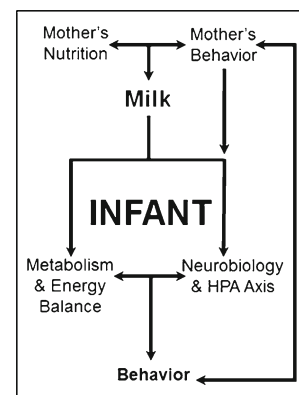 Mother's
Nutrition
Mother's
Behavior
Milk
INFANT
Metabolism
& Energy
Balance
Neurobiology
& HPA Axis
Behavior